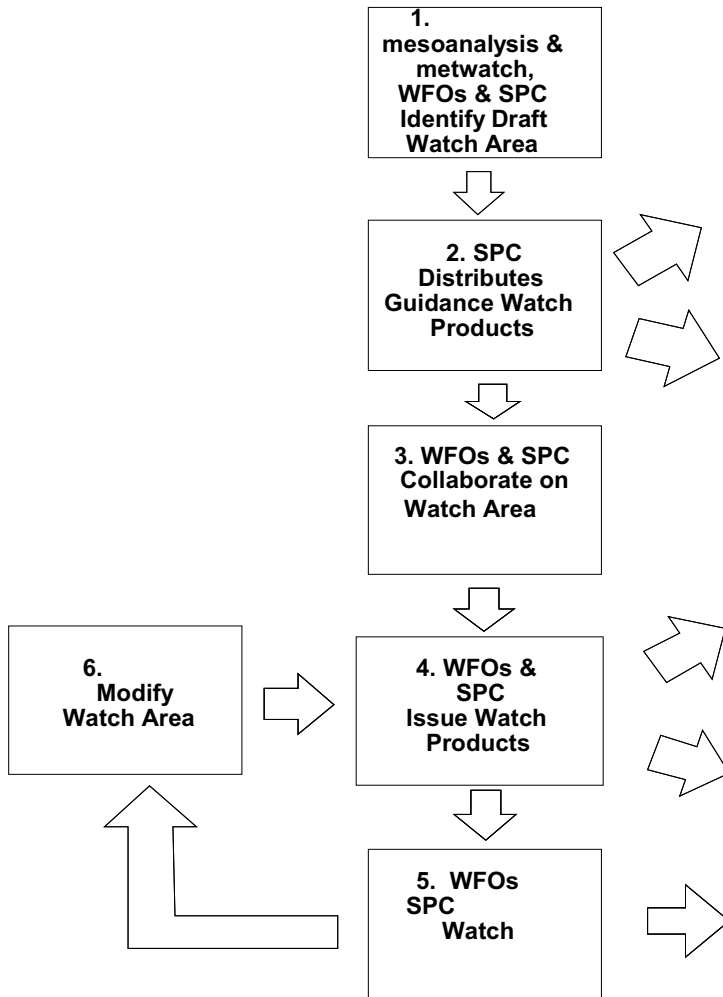 1.
mesoanalysis &
metwatch,
WFOs & SPC
Identify Draft
Watch Area
2. SPC
Distributes
Guidance Watch
Products
3. WFOs & SPC
Collaborate on
Watch Area
4. WFOs &
SPC
Issue Watch
Products
6.
Modify
Watch Area
5. WFOs
SPC
Watch